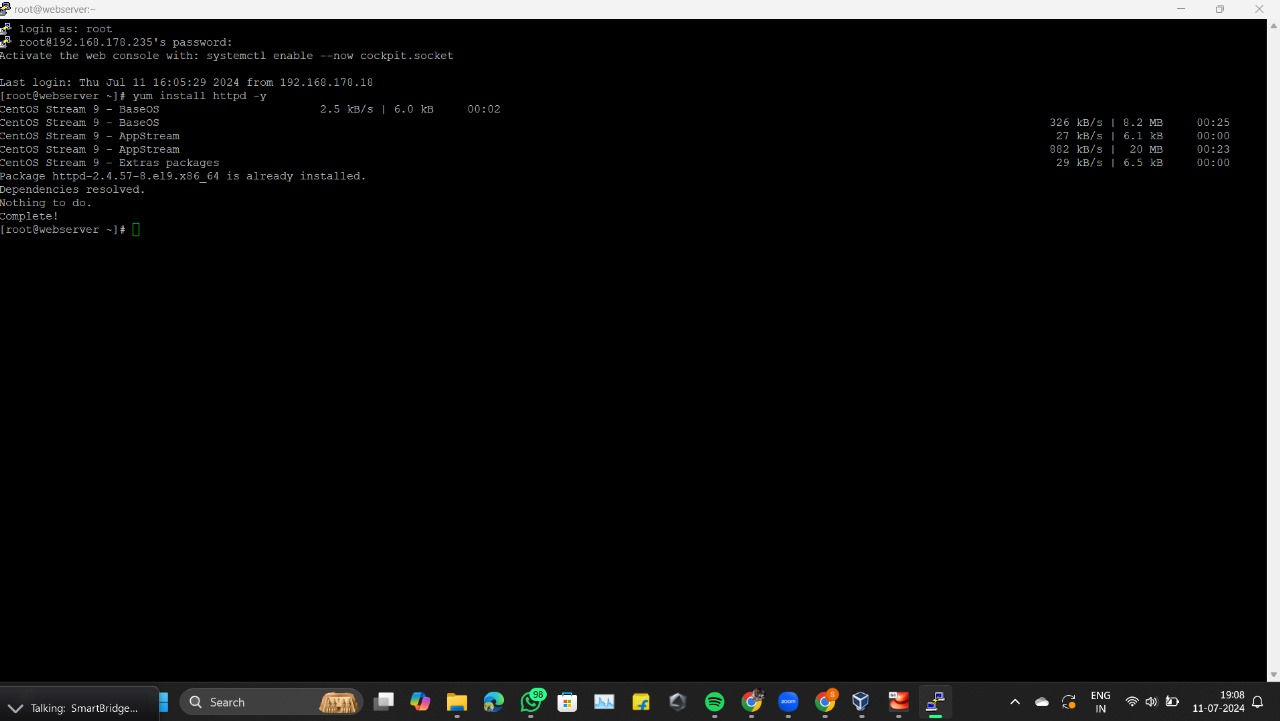 root@webserver:~
login as: root
root@192.168.178.235's password:
Activate the web console with: systemctl enable --now cockpit.socket
Last login: Thu Jul 11 16:05:29 2024 from 192.168.178.18
[root@webserver ~]# yum install httpd -y
CentOS Stream 9 - BaseOS 2.5 kB/s | 6.0 kB 00:02
CentOS Stream 9 - BaseOS 326 kB/s | 8.2 MB 00:25
CentOS Stream 9 - AppStream 27 kB/s | 6.1 kB 00:00
CentOS Stream 9 - AppStream 882 kB/s | 20 MB 00:23
CentOS Stream 9 - Extras packages 29 kB/s | 6.5 kB 00:00
Package httpd-2.4.57-8.el9.x86_64 is already installed.
Dependencies resolved.
Nothing to do.
Complete!
[root@webserver ~]#
Talking: SmartBridge...
Search
98
zoom
S
ENG
IN
19:08
11-07-2024